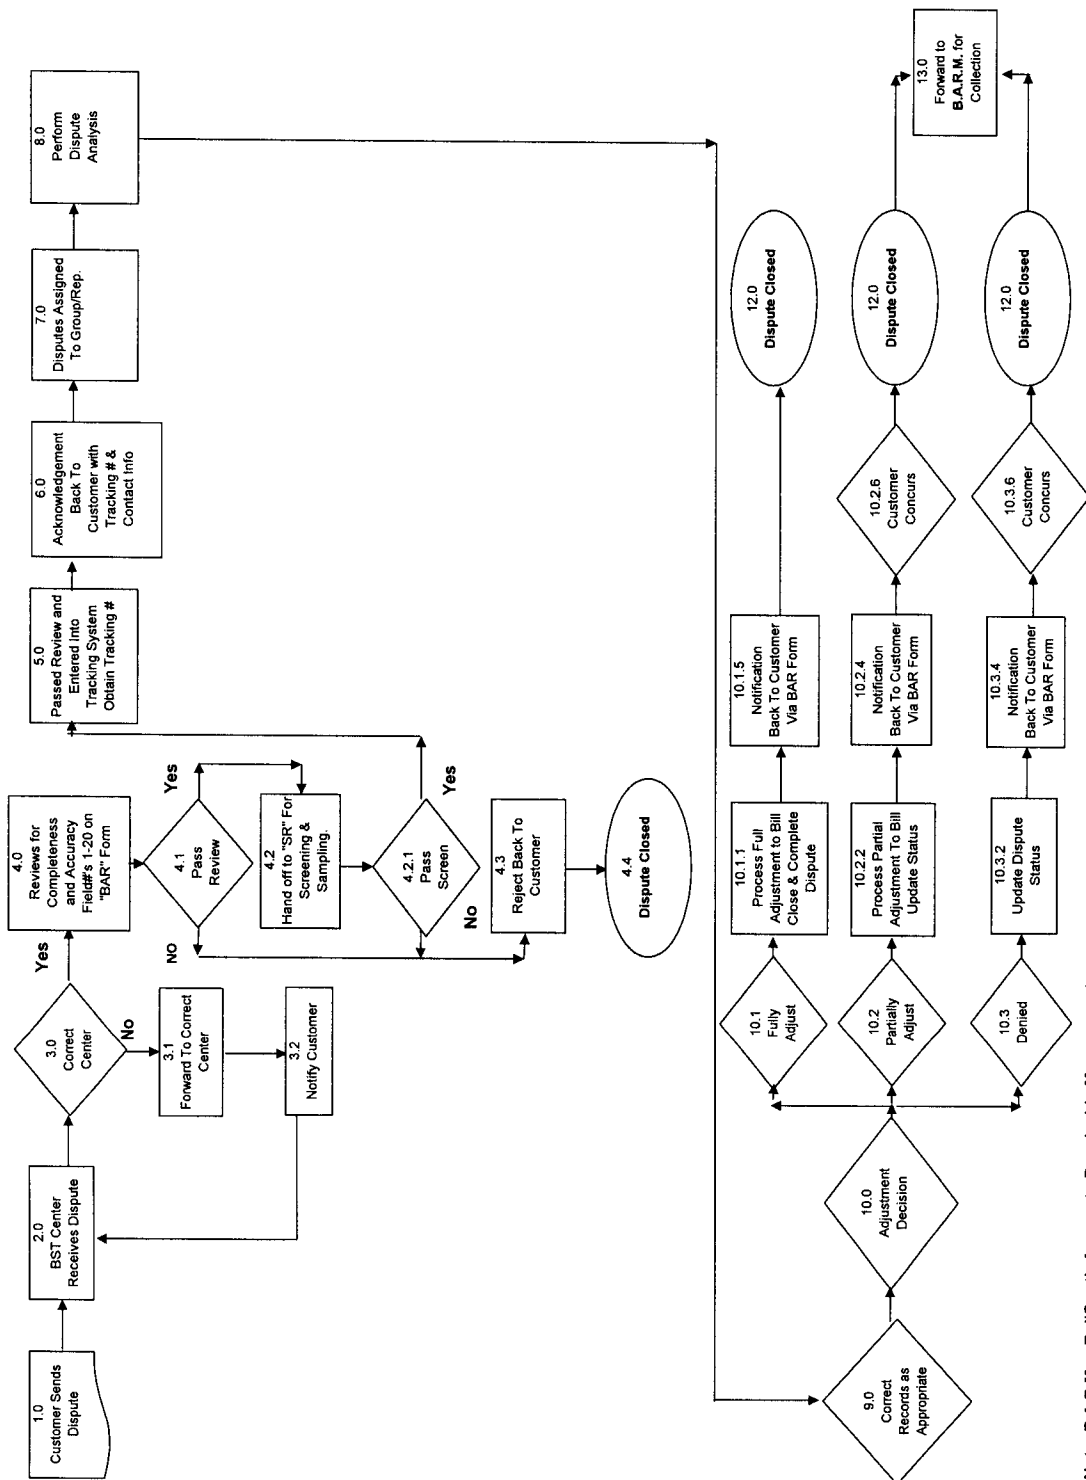 1.0
Customer Sends
Dispute
2.0
BST Center
Receives Dispute
3.0
Correct
Center
Yes
No
3.1
Forward To Correct
Center
3.2
Notify Customer
4.0
Reviews for
Completeness
and Accuracy
Field#'s 1-20 on
"BAR" Form
4.1
Pass
Review
Yes
NO
4.2
Hand off to "SR" For
Screening &
Sampling.
4.2.1
Pass
Screen
Yes
No
4.3
Reject Back To
Customer
4.4
Dispute Closed
5.0
Passed Review and
Entered Into
Tracking System
Obtain Tracking #
6.0
Acknowledgement
Back To
Customer with
Tracking # &
Contact Info
7.0
Disputes Assigned
To Group/Rep.
8.0
Perform
Dispute
Analysis
9.0
Correct
Records as
Appropriate
10.0
Adjustment
Decision
10.1
Fully
Adjust
10.1.1
Process Full
Adjustment to Bill
Close & Complete
Dispute
10.1.5
Notification
Back To Customer
Via BAR Form
12.0
Dispute Closed
10.2
Partially
Adjust
10.2.2
Process Partial
Adjustment To Bill
Update Status
10.2.4
Notification
Back To Customer
Via BAR Form
10.2.6
Customer
Concurs
12.0
Dispute Closed
10.3
Denied
10.3.2
Update Dispute
Status
10.3.4
Notification
Back To Customer
Via BAR Form
10.3.6
Customer
Concurs
12.0
Dispute Closed
13.0
Forward to
B.A.R.M. for
Collection